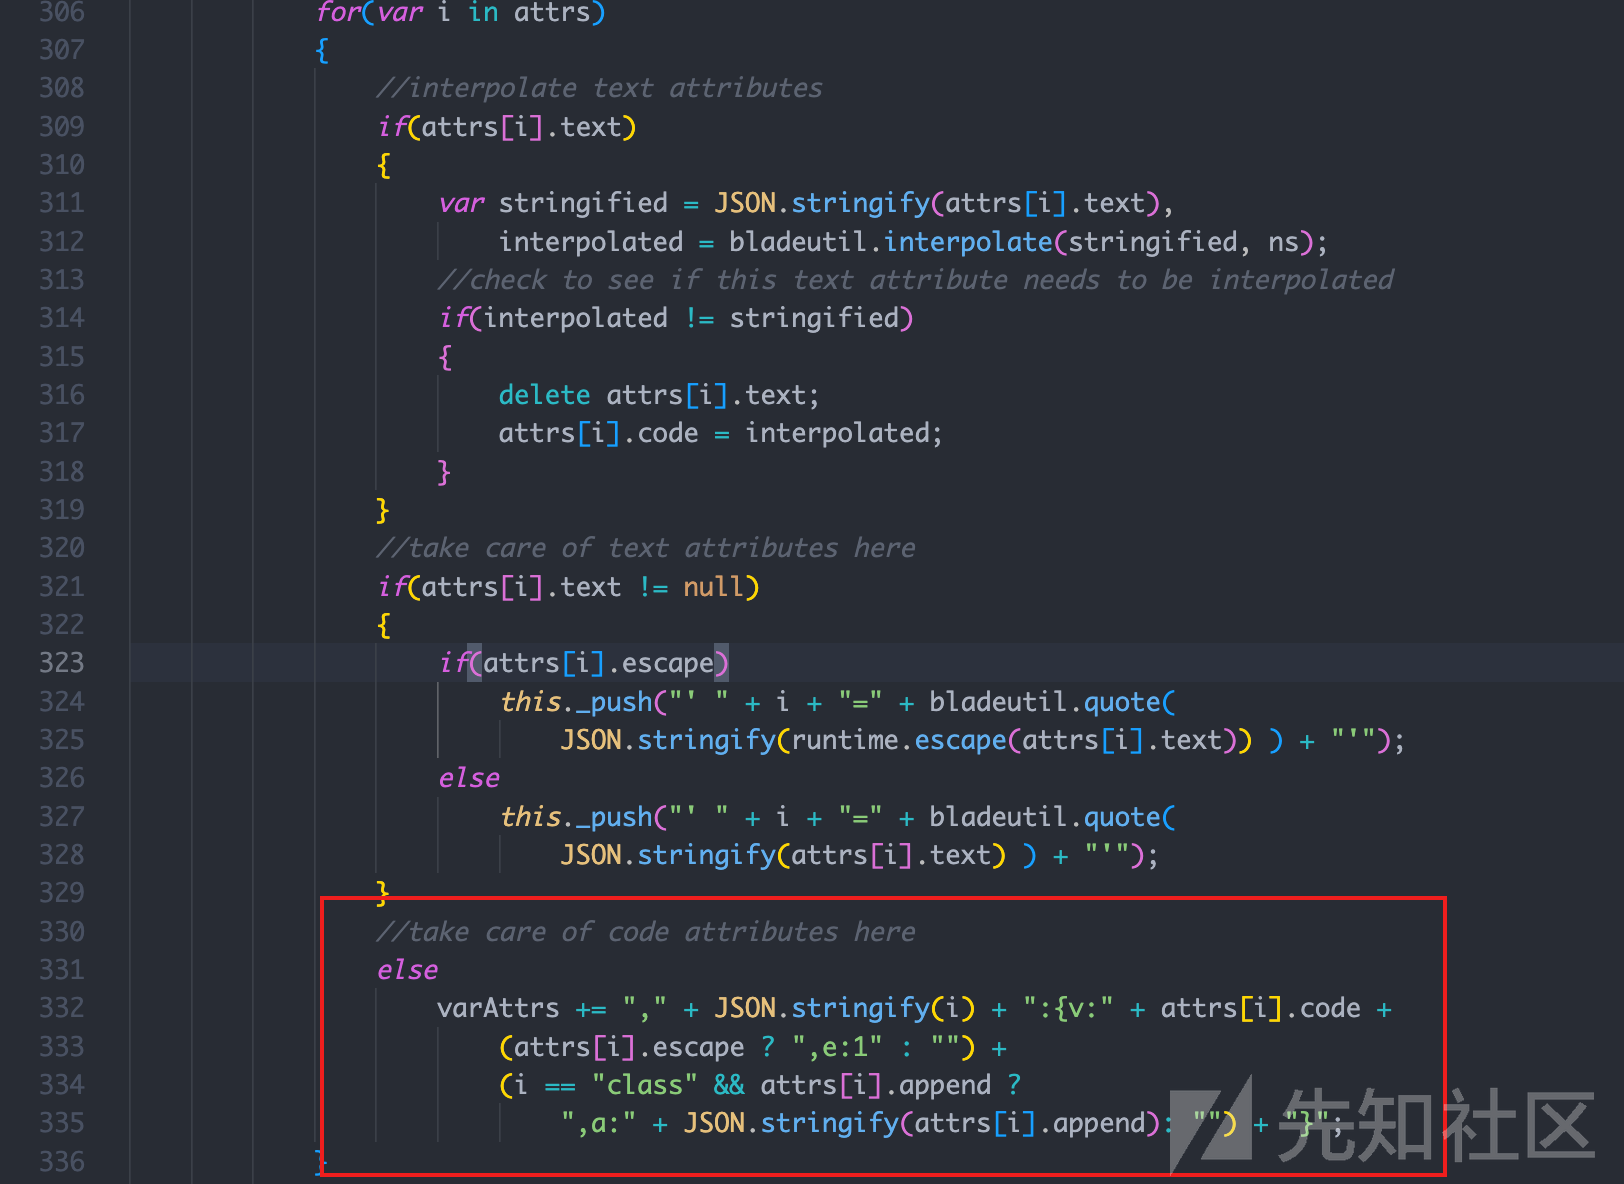 306 for(var i in attrs)
307 {
308 //interpolate text attributes
309 if(attrs[i].text)
310 {
311 var stringified = JSON.stringify(attrs[i].text),
312 interpolated = bladeutil.interpolate(stringified, ns);
313 //check to see if this text attribute needs to be interpolated
314 if(interpolated != stringified)
315 {
316 delete attrs[i].text;
317 attrs[i].code = interpolated;
318 }
319 }
320 //take care of text attributes here
321 if(attrs[i].text != null)
322 {
323 if(attrs[i].escape)
324 this._push("' " + i + "=" + bladeutil.quote(
325 JSON.stringify(runtime.escape(attrs[i].text)) ) + "'");
326 else
327 this._push("' " + i + "=" + bladeutil.quote(
328 JSON.stringify(attrs[i].text) ) + "'");
329 }
330 //take care of code attributes here
331 else
332 varAttrs += "," + JSON.stringify(i) + ":{v:" + attrs[i].code +
333 (attrs[i].escape ? ",e:1" : "") +
334 (i == "class" && attrs[i].append ?
335 ",a:" + JSON.stringify(attrs[i].append): "") + "}";
336 }
先知社区